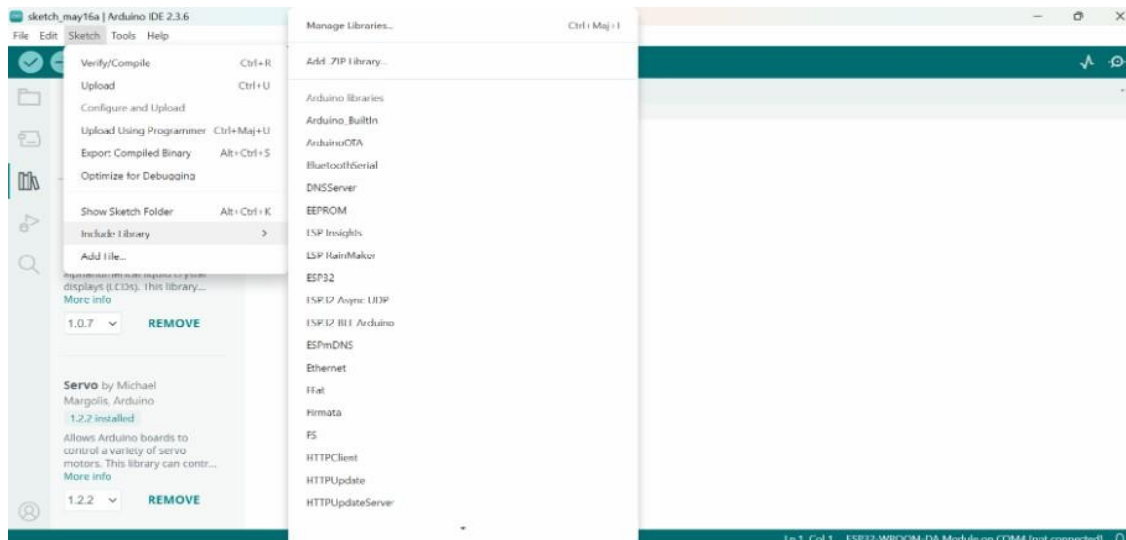 sketch_may16a | Arduino IDE 2.3.6
File Edit Sketch Tools Help
Verify/Compile Ctrl+R
Upload Ctrl+U
Configure and Upload
Upload Using Programmer Ctrl+Maj+U
Export Compiled Binary Alt+Ctrl+S
Optimize for Debugging
Show Sketch Folder Alt+Ctrl+K
Include Library
Add File...
Manage Libraries... Ctrl+Maj+I
Add .ZIP Library...
Arduino libraries
Arduino_BuiltIn
ArduinoOTA
BluetoothSerial
DNSServer
EEPROM
ESP Insights
ESP RainMaker
ESP32
ESP32 Async UDP
ESP32 BLE Arduino
ESPmDNS
Ethernet
FFat
Firmata
FS
HTTPClient
HTTPUpdate
HTTPUpdateServer
displays (LCDs). This library...
More info
1.0.7 REMOVE
Servo by Michael
Margolis, Arduino
1.2.2 installed
Allows Arduino boards to
control a variety of servo
motors. This library can contr...
More info
1.2.2 REMOVE
Ln 1, Col 1 ESP32-WROOM-DA Module on COM4 [not connected]